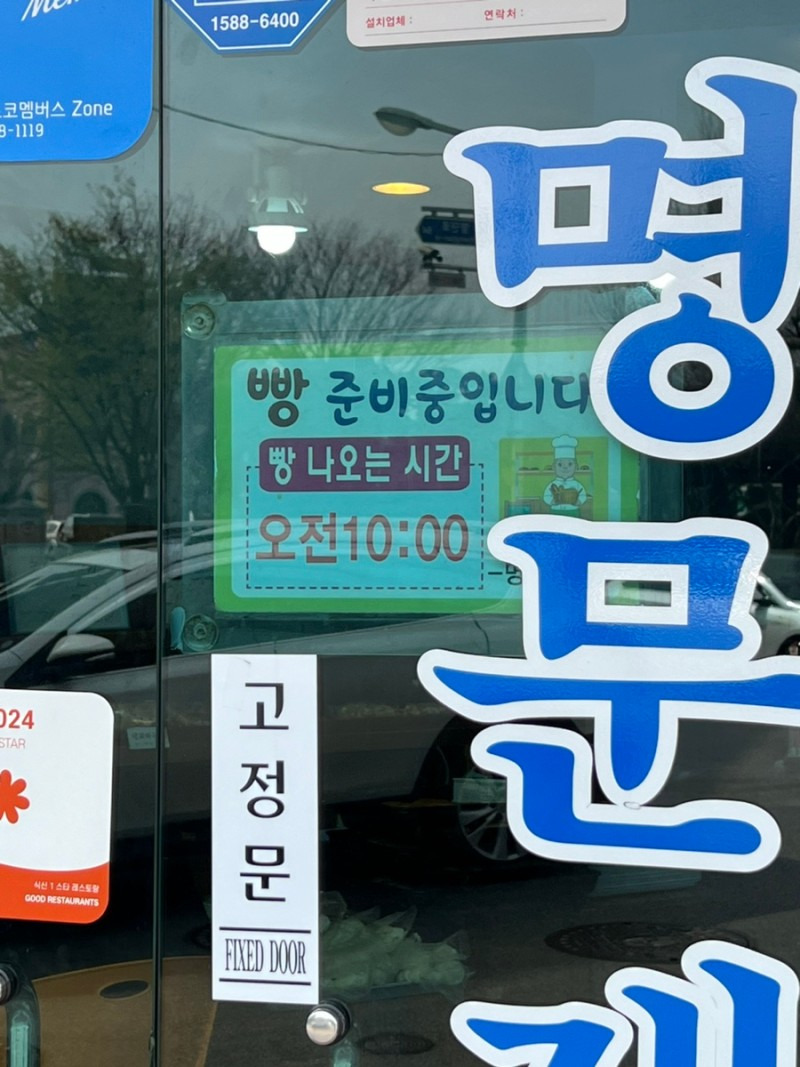 1588-6400
설치업체 :
연락처 :
코멤버스 Zone
8-1119
명
문
빵 준비중입니다
빵 나오는 시간
오전10:00
고정문
FIXED DOOR
024
STAR
식신 1 스타 레스토랑
GOOD RESTAURANTS